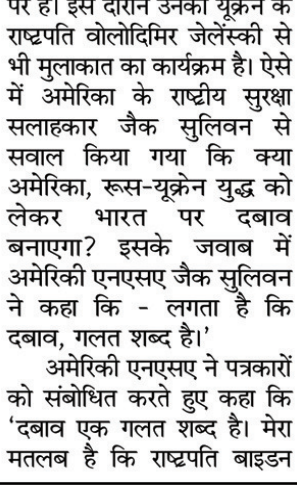 पर हैं। इस दौरान उनका यूक्रेन के
राष्ट्रपति वोलोदिमिर जेलेंस्की से
भी मुलाकात का कार्यक्रम है। ऐसे
में अमेरिका के राष्ट्रीय सुरक्षा
सलाहकार जैक सुलिवन से
सवाल किया गया कि क्या
अमेरिका, रूस-यूक्रेन युद्ध को
लेकर भारत पर दबाव
बनाएगा? इसके जवाब में
अमेरिकी एनएसए जैक सुलिवन
ने कहा कि - लगता है कि
दबाव, गलत शब्द है।'
अमेरिकी एनएसए ने पत्रकारों
को संबोधित करते हुए कहा कि
‘दबाव एक गलत शब्द है। मेरा
मतलब है कि राष्ट्रपति बाइडन